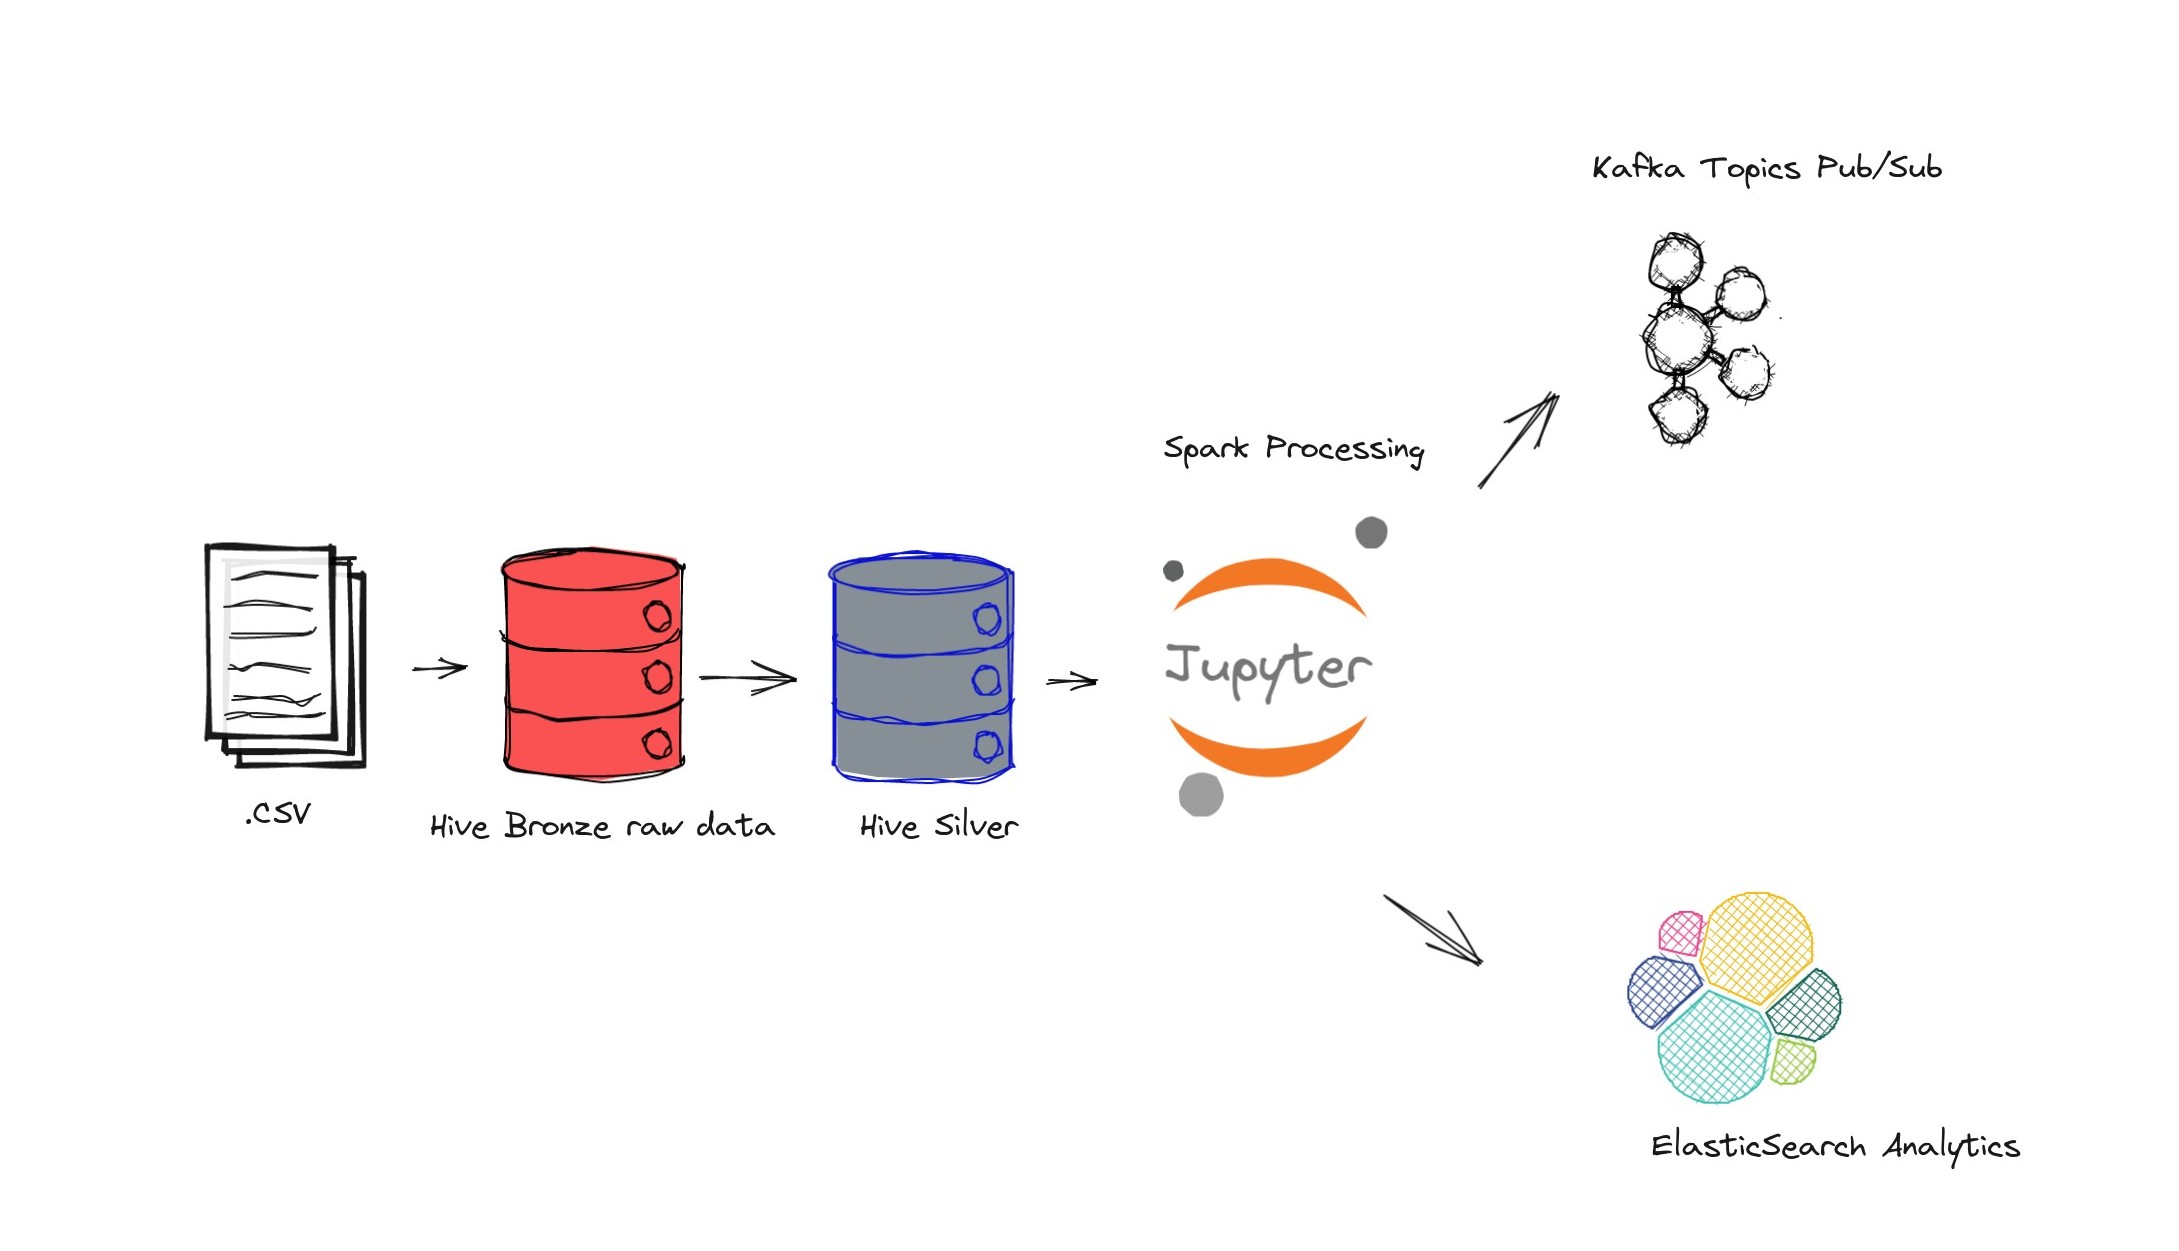 Kafka Topics Pub/Sub
Spark Processing
Jupyter
.CSV
Hive Bronze raw data
Hive Silver
ElasticSearch Analytics